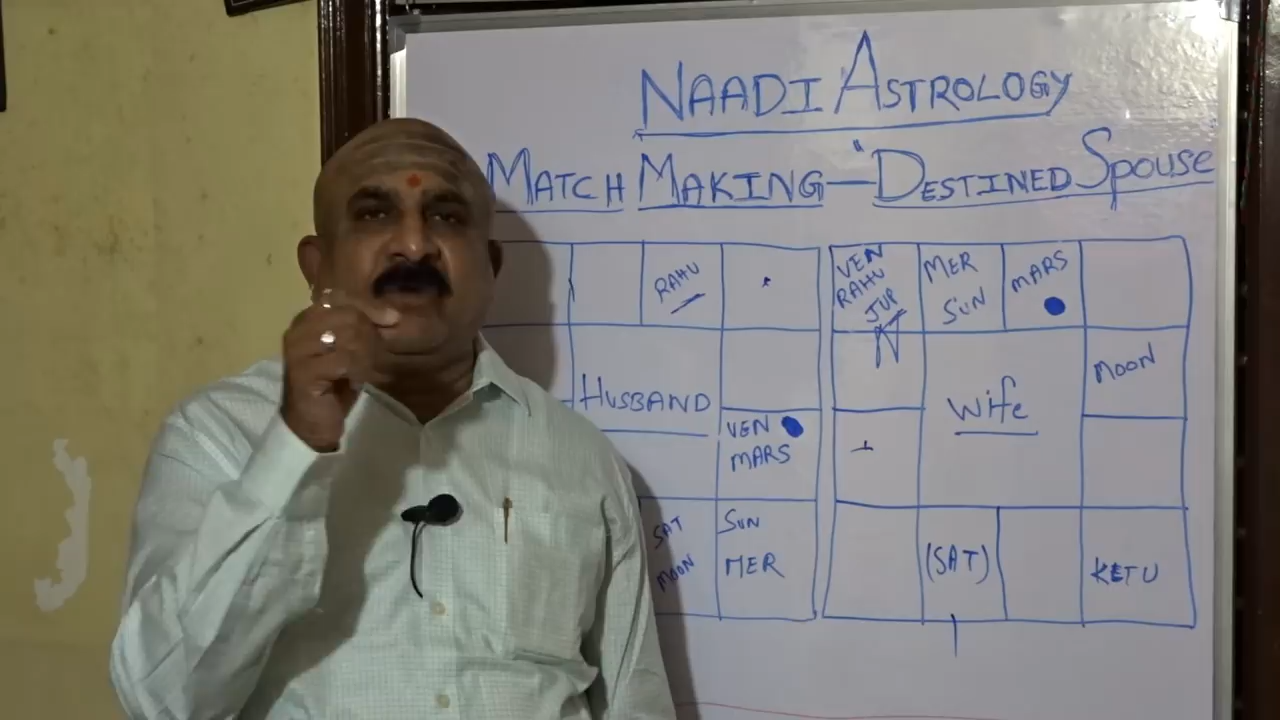 NAADI ASTROLOGY
MATCH MAKING — "DESTINED SPOUSE
RAHU
HUSBAND
VEN
MARS
SAT
MOON
SUN
MER
VEN
RAHU
JUP
N
MER
SUN
MARS
MOON
Wife
(SAT)
KETU